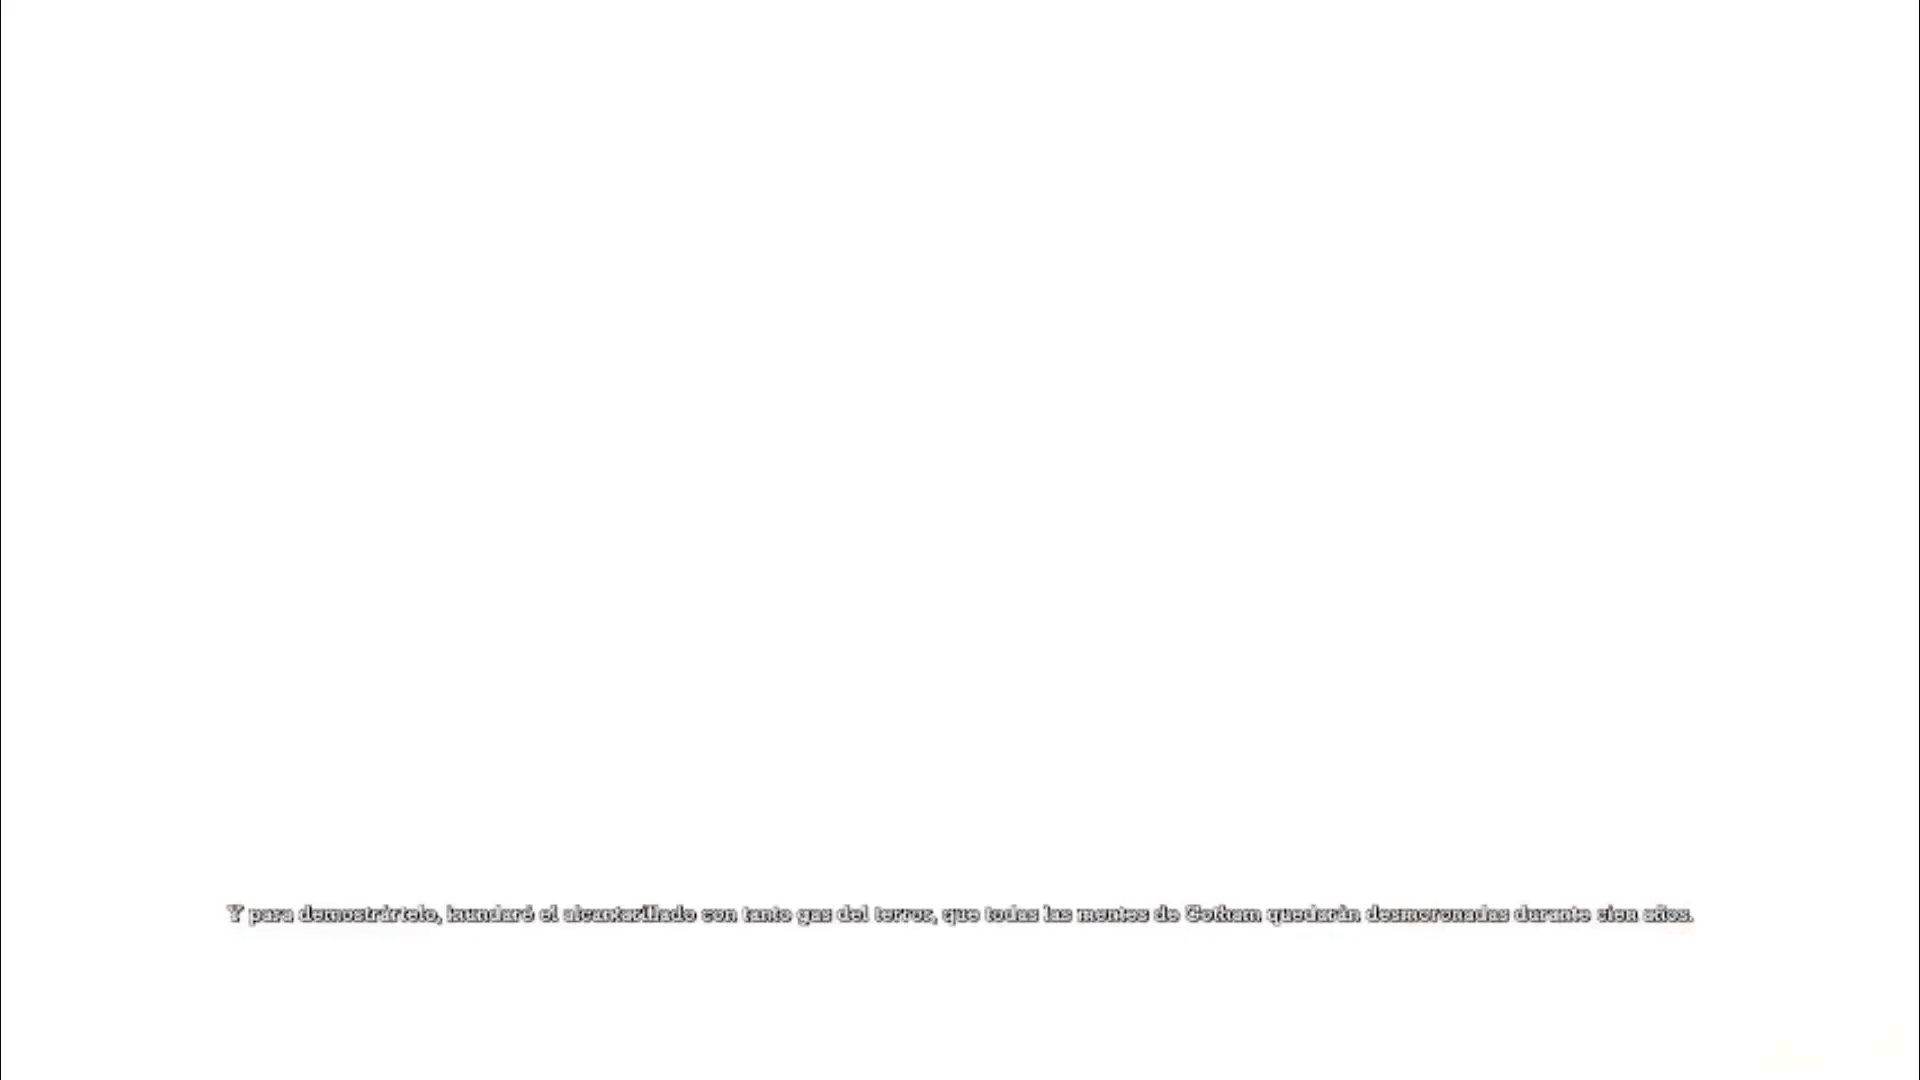 Y para demostrártelo, inundaré el alcantarillado con tanto gas del terror, que todas las mentes de Gotham quedarán desmoronadas durante cien años.